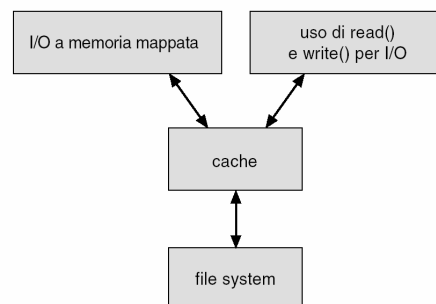 I/O a memoria mappata
uso di read()
e write() per I/O
cache
file system